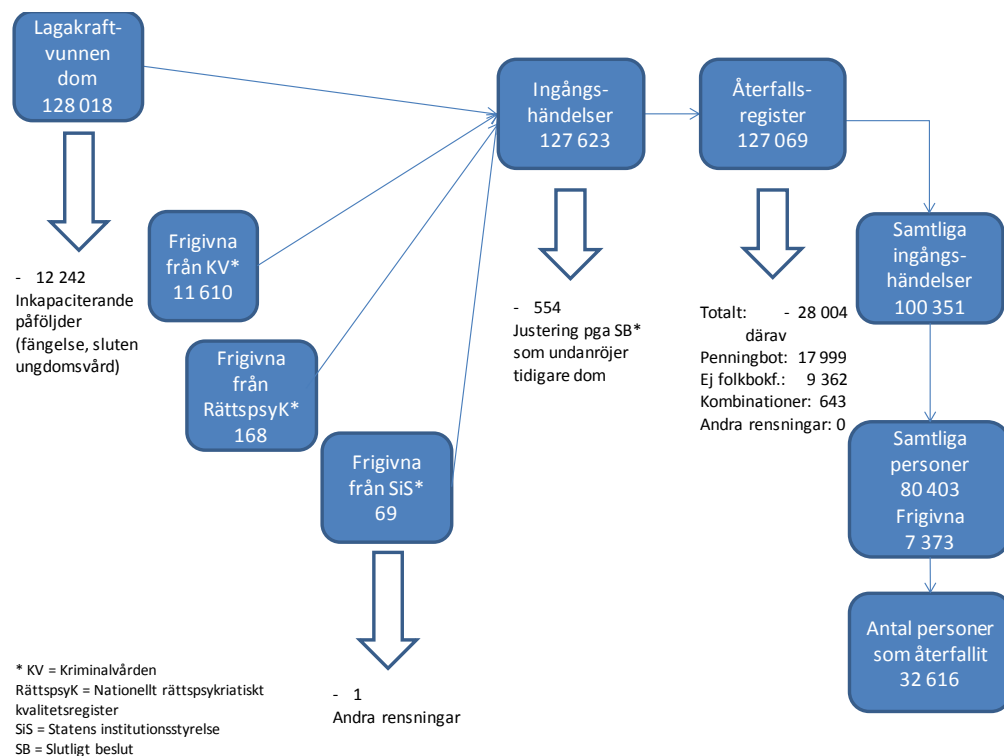 Lagakraft-
vunnen
dom
128 018
- 12 242
Inkapaciterande
påföljder
(fängelse, sluten
ungdomsvård)
Frigivna
från KV*
11 610
Frigivna
från
RättspsyK*
168
Frigivna
från SiS*
69
- 1
Andra rensningar
Ingångs-
händelser
127 623
- 554
Justering pga SB*
som undanröjer
tidigare dom
Återfalls-
register
127 069
Totalt: - 28 004
därav
Penningbot: 17 999
Ej folkbokf.: 9 362
Kombinationer: 643
Andra rensningar: 0
Samtliga
ingångs-
händelser
100 351
Samtliga
personer
80 403
Frigivna
7 373
Antal personer
som återfallit
32 616
* KV = Kriminalvården
RättspsyK = Nationellt rättspsykriatiskt
kvalitetsregister
SiS = Statens institutionsstyrelse
SB = Slutligt beslut